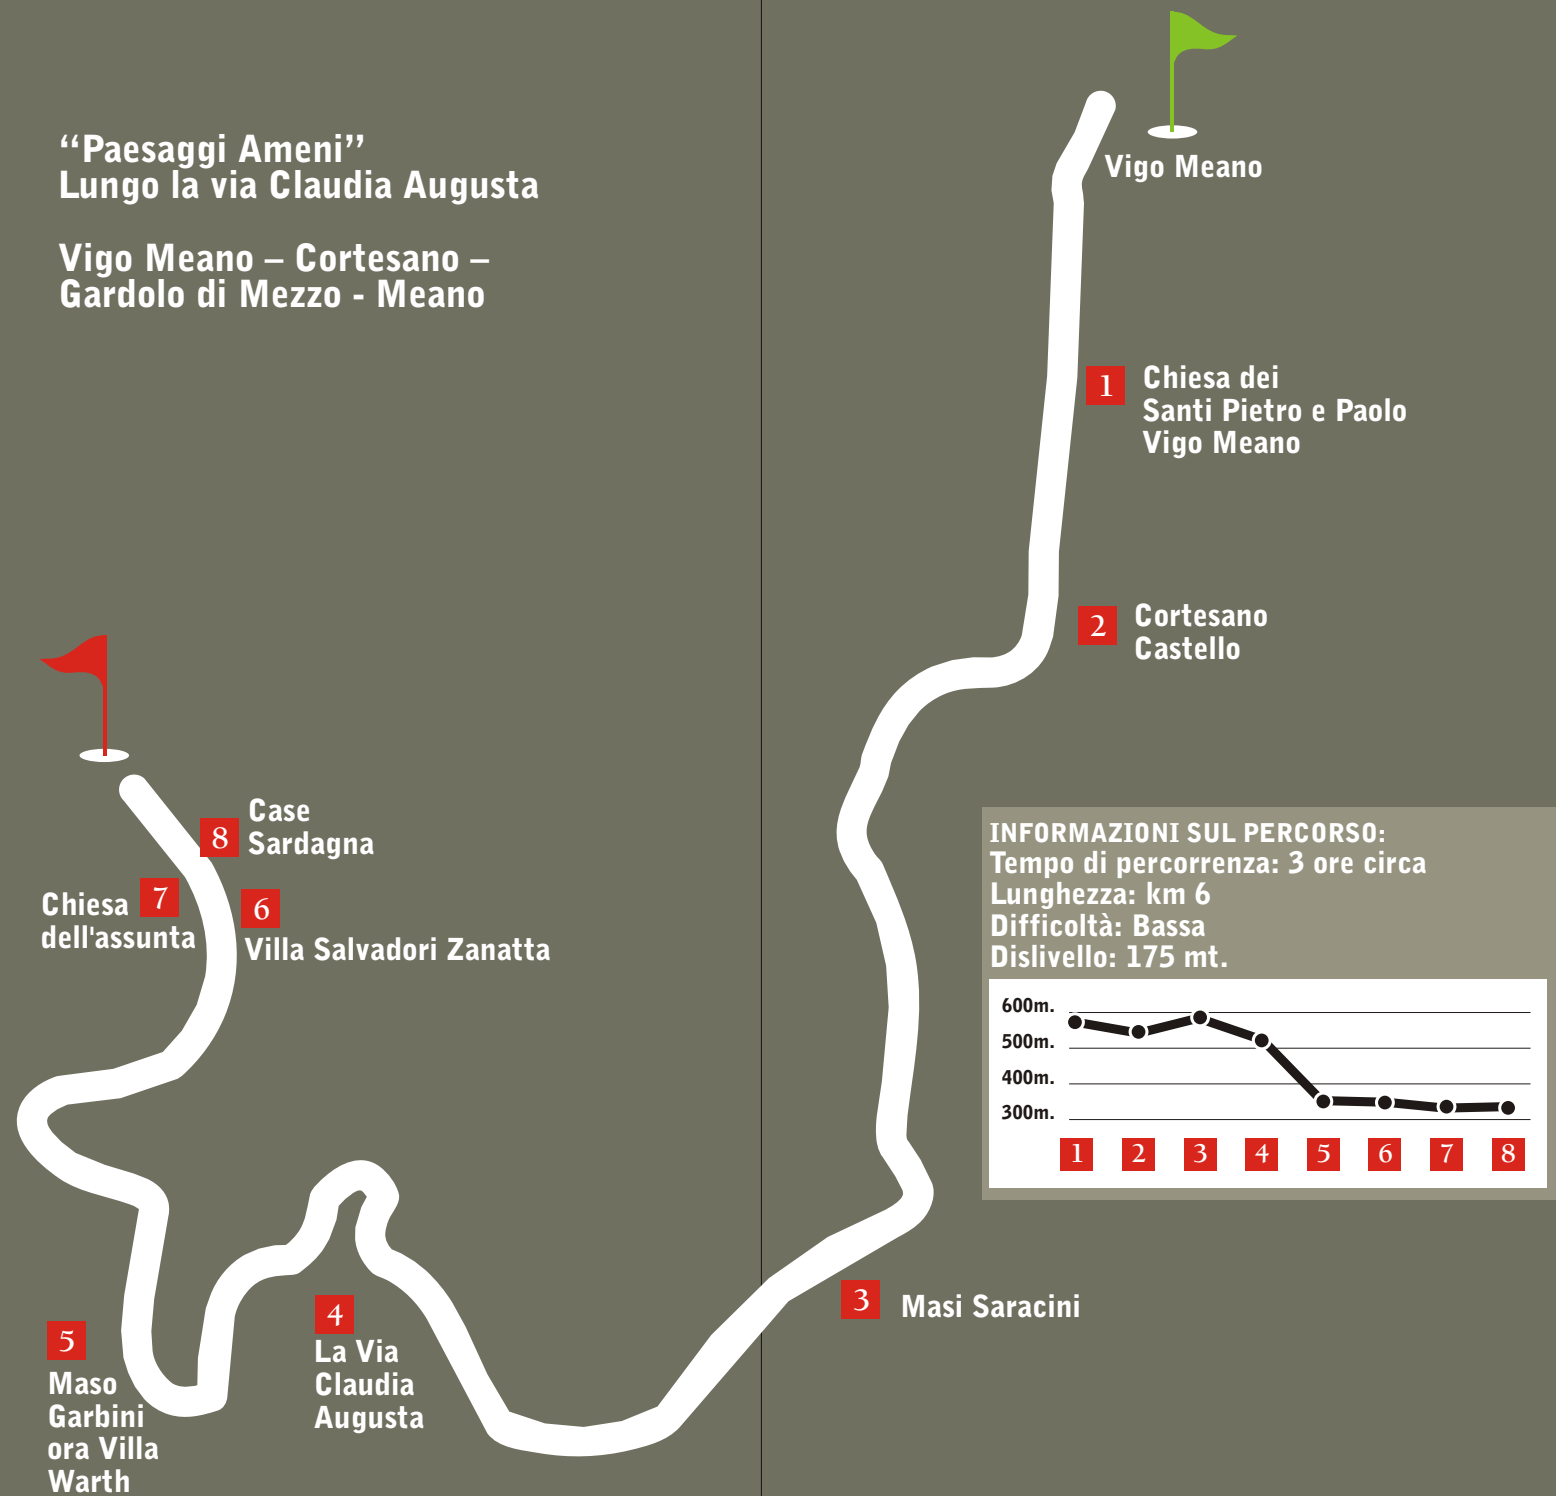 “Paesaggi Ameni”
Lungo la via Claudia Augusta
Vigo Meano – Cortesano –
Gardolo di Mezzo - Meano
Vigo Meano
1
Chiesa dei
Santi Pietro e Paolo
Vigo Meano
2
Cortesano
Castello
8
Case
Sardagna
7
Chiesa
dell'assunta
6
Villa Salvadori Zanatta
INFORMAZIONI SUL PERCORSO:
Tempo di percorrenza: 3 ore circa
Lunghezza: km 6
Difficoltà: Bassa
Dislivello: 175 mt.
600m.
500m.
400m.
300m.
1 2 3 4 5 6 7 8
3
Masi Saracini
4
La Via
Claudia
Augusta
5
Maso
Garbini
ora Villa
Warth